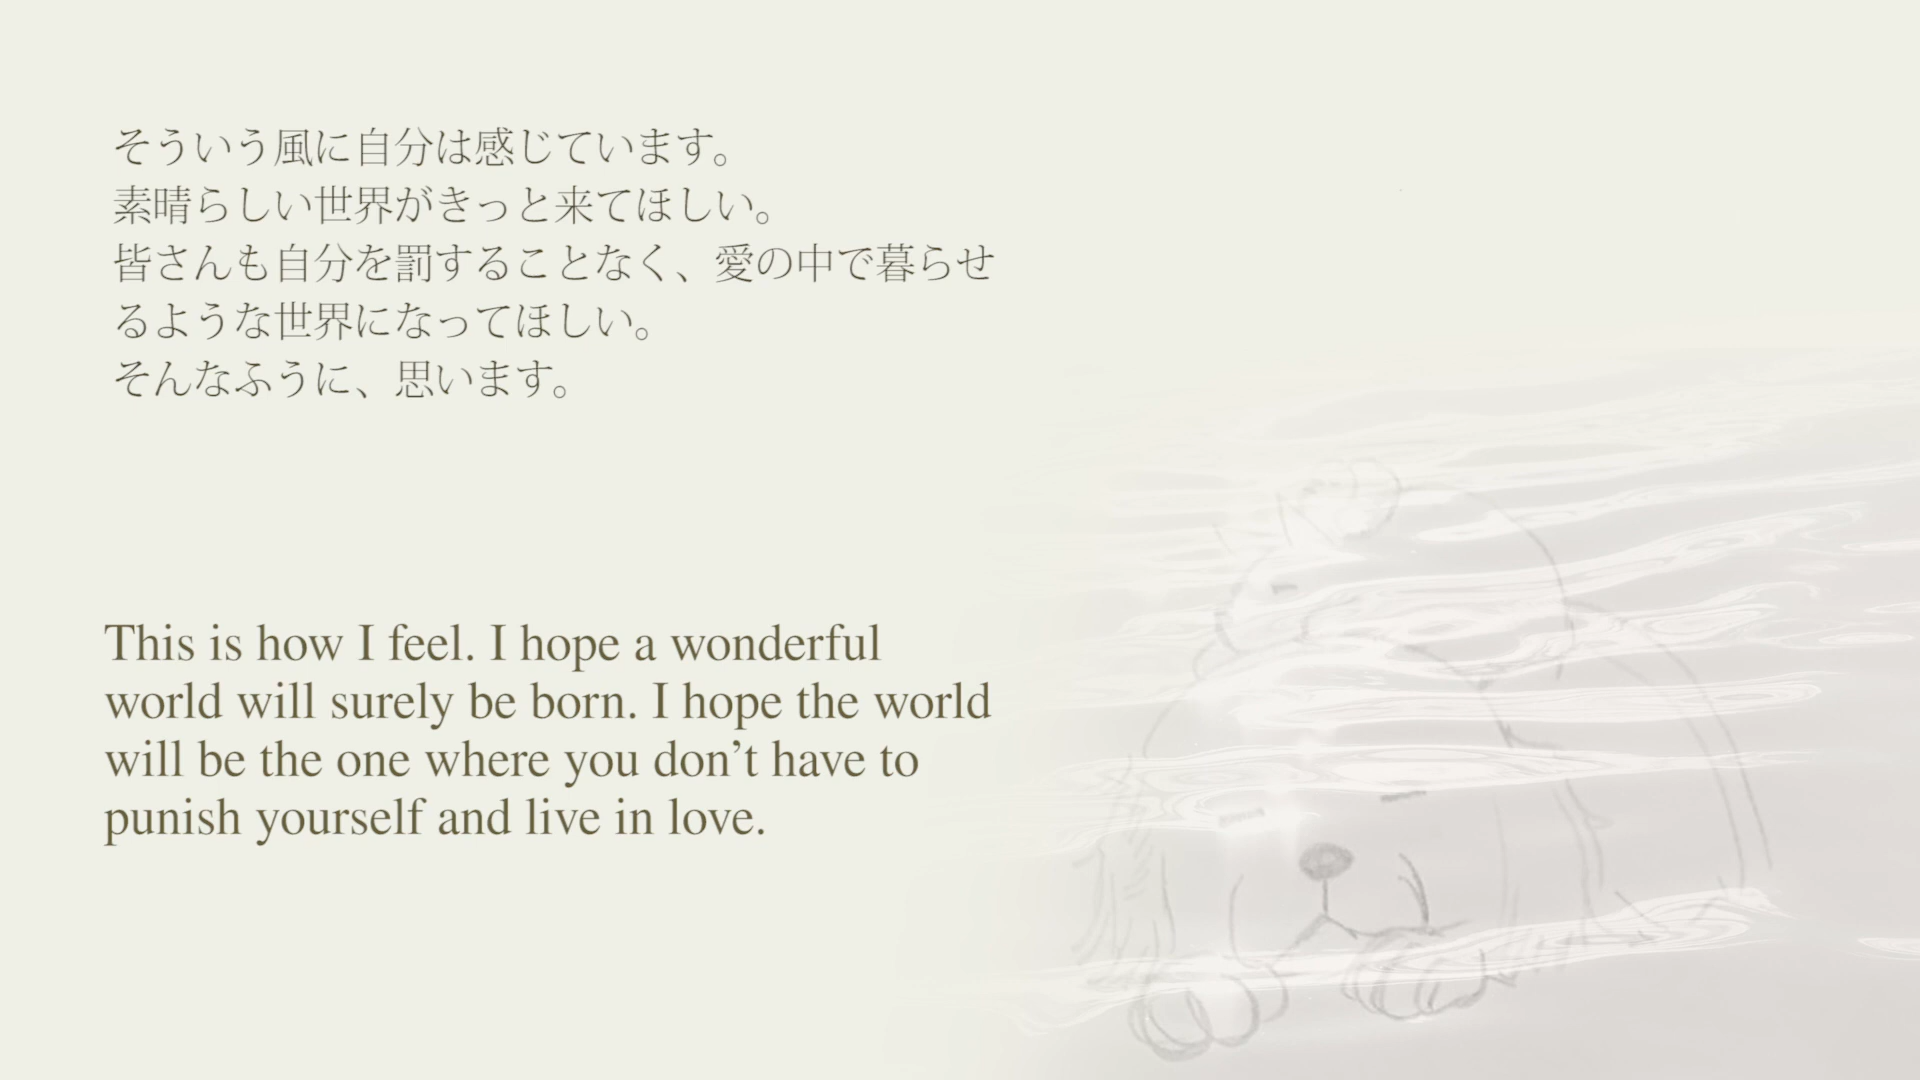 そういう風に自分は感じています。
素晴らしい世界がきっと来てほしい。
皆さんも自分を罰することなく、愛の中で暮らせ
るような世界になってほしい。
そんなふうに、思います。
This is how I feel. I hope a wonderful
world will surely be born. I hope the world
will be the one where you don’t have to
punish yourself and live in love.